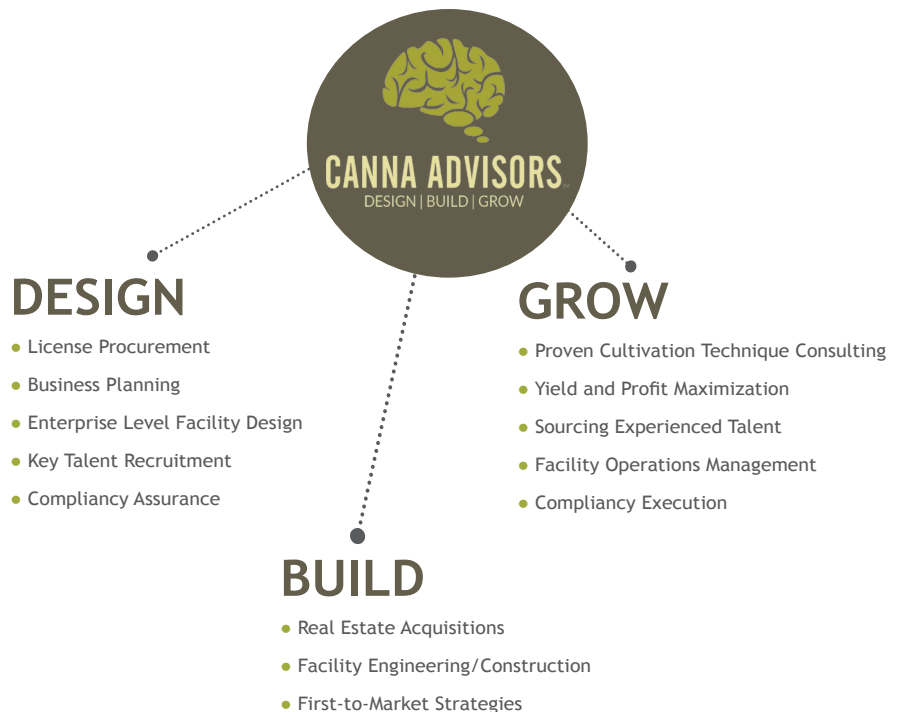 CANNA ADVISORS
DESIGN | BUILD | GROW
DESIGN
• License Procurement
• Business Planning
• Enterprise Level Facility Design
• Key Talent Recruitment
• Compliancy Assurance
GROW
• Proven Cultivation Technique Consulting
• Yield and Profit Maximization
• Sourcing Experienced Talent
• Facility Operations Management
• Compliancy Execution
BUILD
• Real Estate Acquisitions
• Facility Engineering/Construction
• First-to-Market Strategies